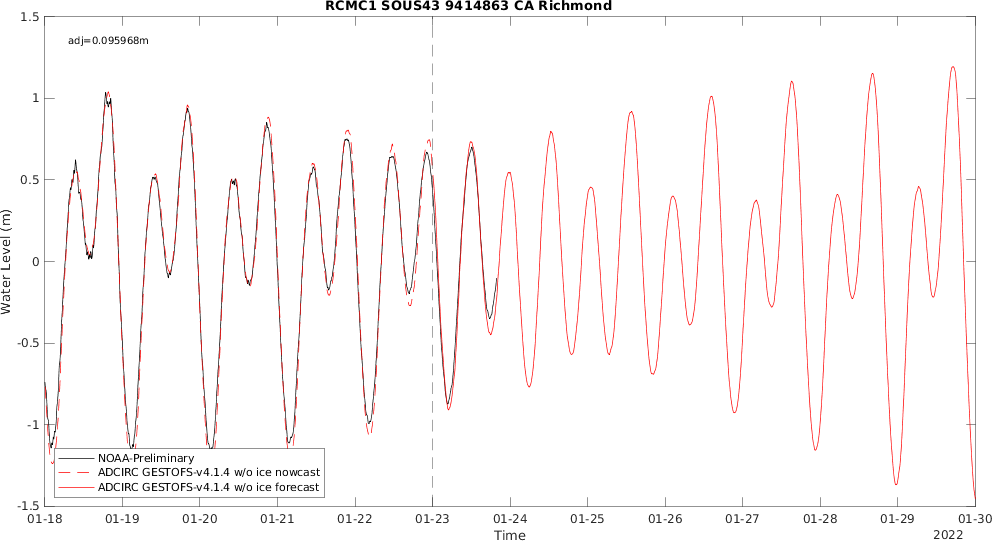 RCMC1 SOUS43 9414863 CA Richmond
adj=0.095968m
1.5
1
0.5
0
-0.5
-1
-1.5
Water Level (m)
NOAA-Preliminary
ADCIRC GESTOFS-v4.1.4 w/o ice nowcast
ADCIRC GESTOFS-v4.1.4 w/o ice forecast
01-18 01-19 01-20 01-21 01-22 01-23 01-24 01-25 01-26 01-27 01-28 01-29 01-30
Time
2022